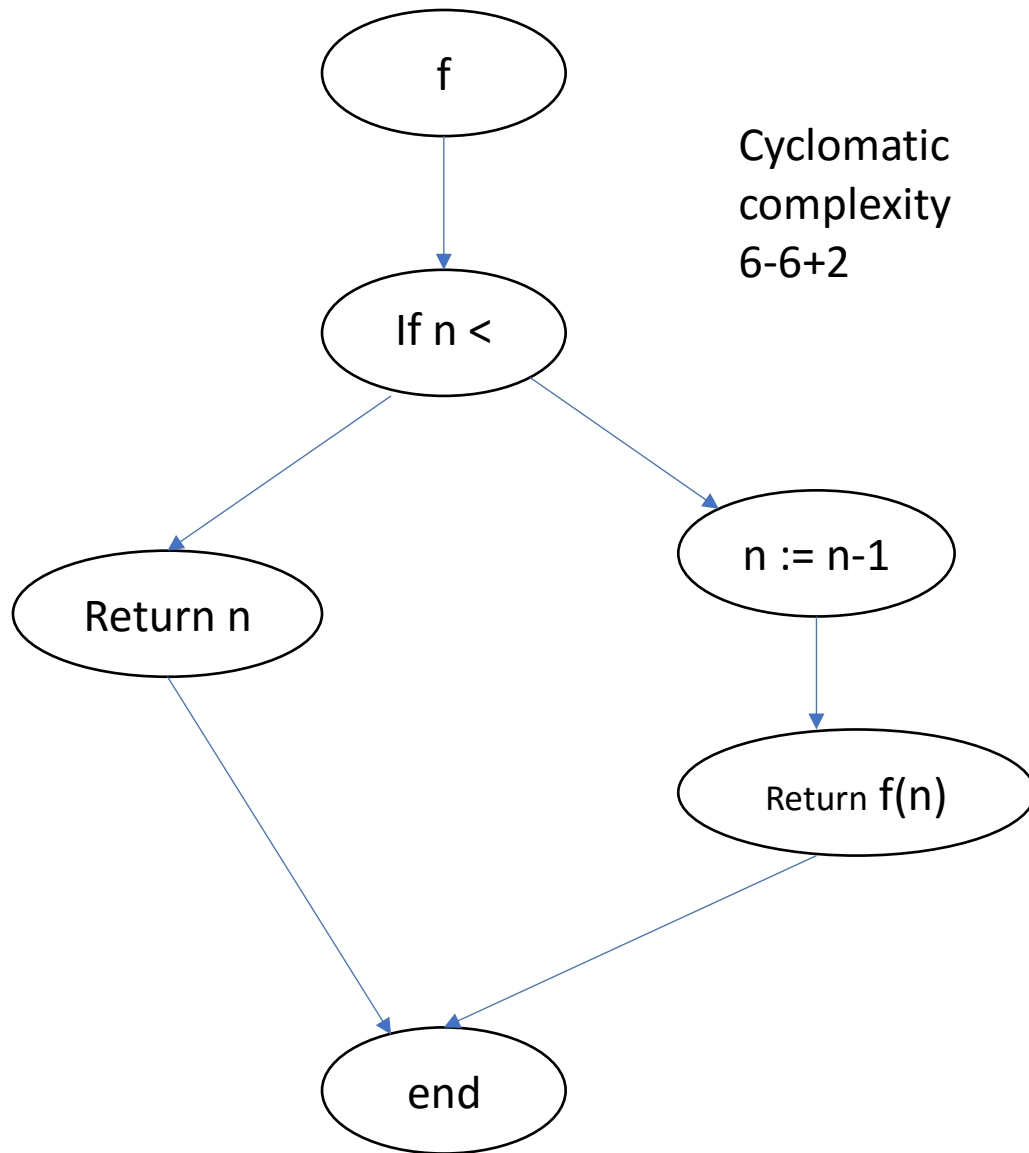 f
Cyclomatic
complexity
6-6+2
If n <
n := n-1
Return n
Return f(n)
end